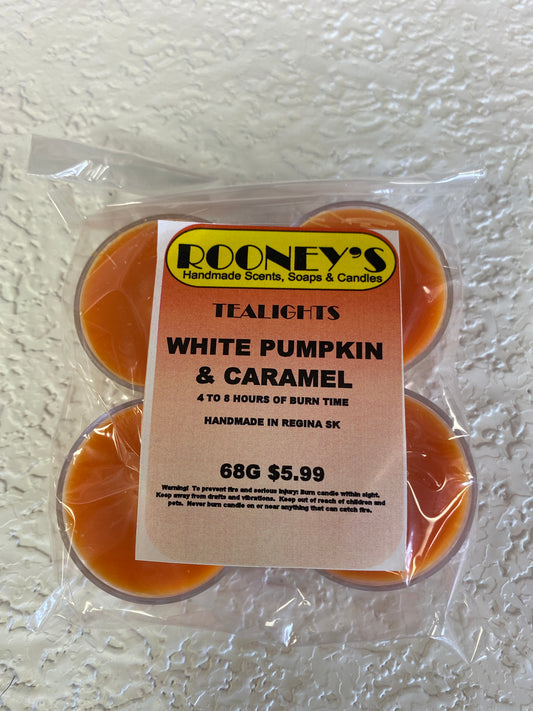 ROONEY'S
Handmade Scents, Soaps & Candles
TEALIGHTS
WHITE PUMPKIN
& CARAMEL
4 TO 8 HOURS OF BURN TIME
HANDMADE IN REGINA SK
68G $5.99
Warning! To prevent fire and serious injury: Burn candle within sight.
Keep away from drafts and vibrations. Keep out of reach of children and
pets. Never burn candle on or near anything that can catch fire.